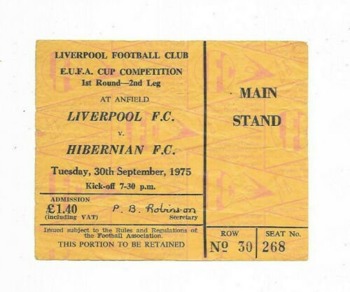 LIVERPOOL FOOTBALL CLUB
E.U.F.A. CUP COMPETITION
1st Round—2nd Leg
AT ANFIELD
LIVERPOOL F.C.
v.
HIBERNIAN F.C.
Tuesday, 30th September, 1975
Kick-off 7-30 p.m.
ADMISSION
£1.40
(including VAT)
P. B. Robinson
Secretary
Issued subject to the Rules and Regulations of
the Football Association.
THIS PORTION TO BE RETAINED
MAIN
STAND
ROW
Nº 30
SEAT No.
268